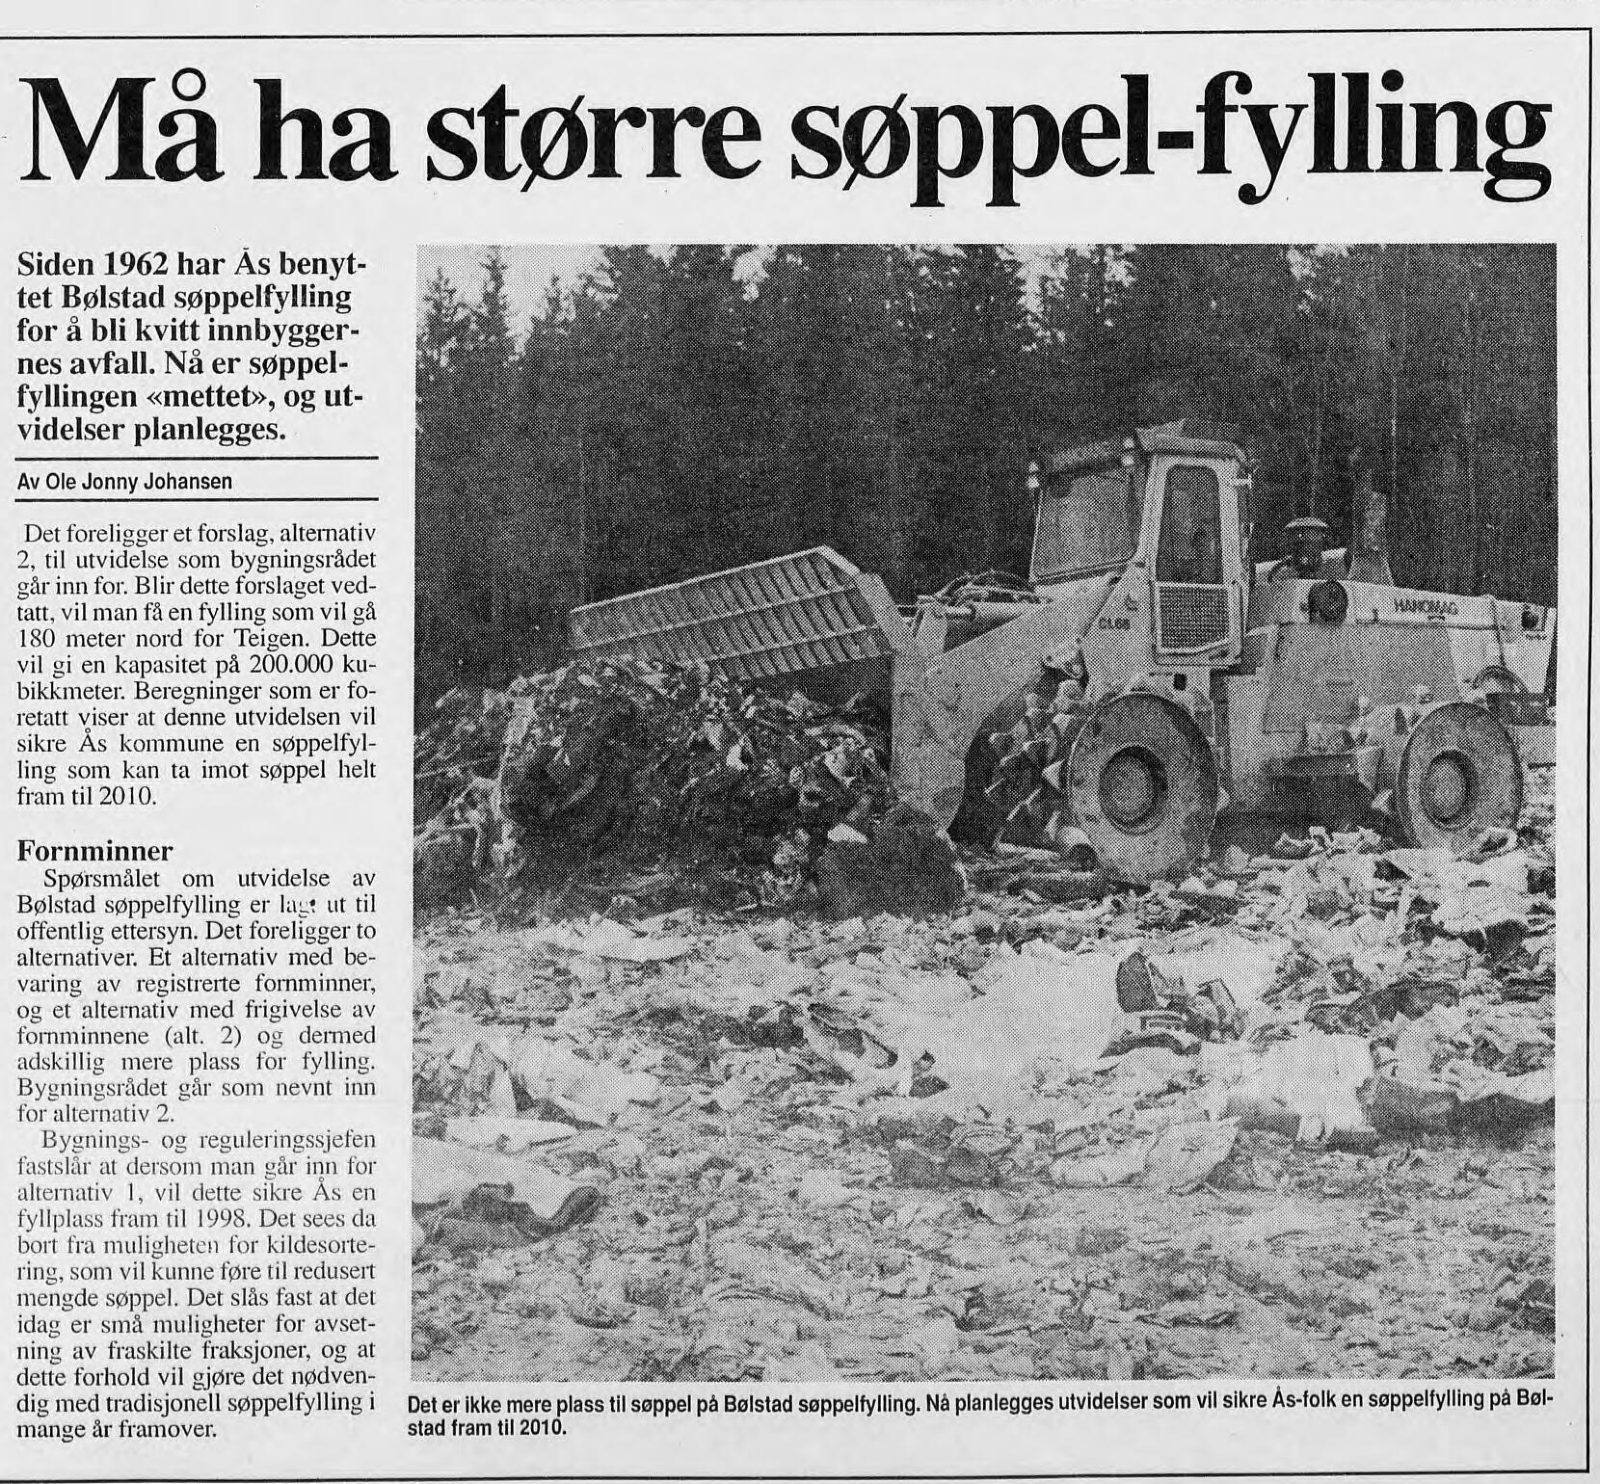 Må ha større søppel-fylling
Siden 1962 har Ås benyt-
tet Bølstad søppelfylling
for å bli kvitt innbygger-
nes avfall. Nå er søppel-
fyllingen «mettet», og ut-
videlser planlegges.
Av Ole Jonny Johansen
Det foreligger et forslag, alternativ
2, til utvidelse som bygningsrådet
går inn for. Blir dette forslaget ved-
tatt, vil man få en fylling som vil gå
180 meter nord for Teigen. Dette
vil gi en kapasitet på 200.000 ku-
bikkmeter. Beregninger som er fo-
retatt viser at denne utvidelsen vil
sikre Ås kommune en søppelfyl-
ling som kan ta imot søppel helt
fram til 2010.
Fornminner
Spørsmålet om utvidelse av
Bølstad søppelfylling er lagt ut til
offentlig ettersyn. Det foreligger to
alternativer. Et alternativ med be-
varing av registrerte fornminner,
og et alternativ med frigivelse av
fornminnene (alt. 2) og dermed
adskillig mere plass for fylling.
Bygningsrådet går som nevnt inn
for alternativ 2.
Bygnings- og reguleringssjefen
fastslår at dersom man går inn for
alternativ 1, vil dette sikre Ås en
fyllplass fram til 1998. Det sees da
bort fra muligheten for kildesorte-
ring, som vil kunne føre til redusert
mengde søppel. Det slås fast at det
idag er små muligheter for avset-
ning av fraskilte fraksjoner, og at
dette forhold vil gjøre det nødven-
dig med tradisjonell søppelfylling i
mange år framover.
HANOMAG
CL66
Det er ikke mere plass til søppel på Bølstad søppelfylling. Nå planlegges utvidelser som vil sikre Ås-folk en søppelfylling på Bøl-
stad fram til 2010.